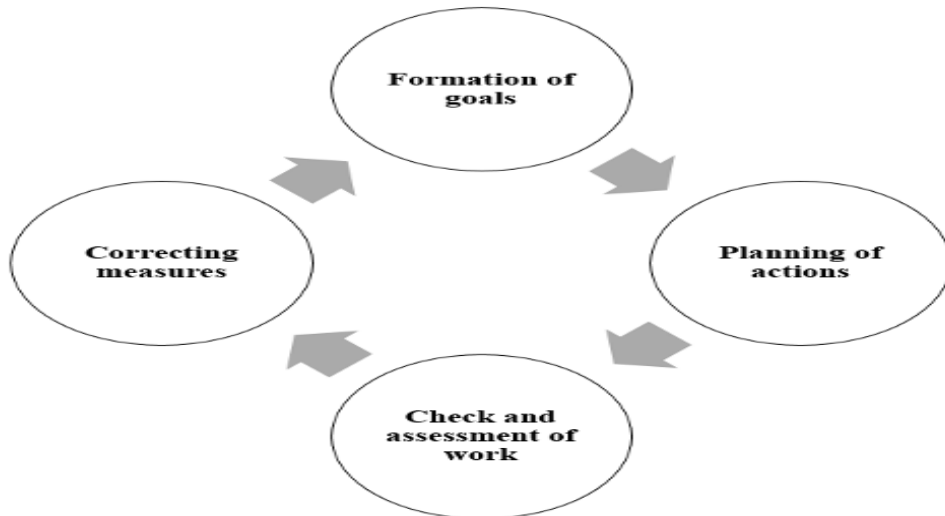 Formation of
goals
Correcting
measures
Planning of
actions
Check and
assessment of
work